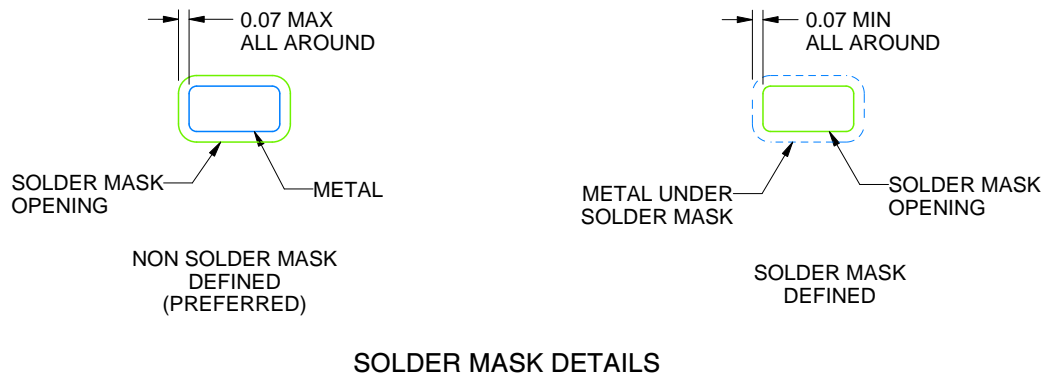 0.07 MAX
ALL AROUND
SOLDER MASK
OPENING
METAL
NON SOLDER MASK
DEFINED
(PREFERRED)
0.07 MIN
ALL AROUND
METAL UNDER
SOLDER MASK
SOLDER MASK
OPENING
SOLDER MASK
DEFINED
SOLDER MASK DETAILS